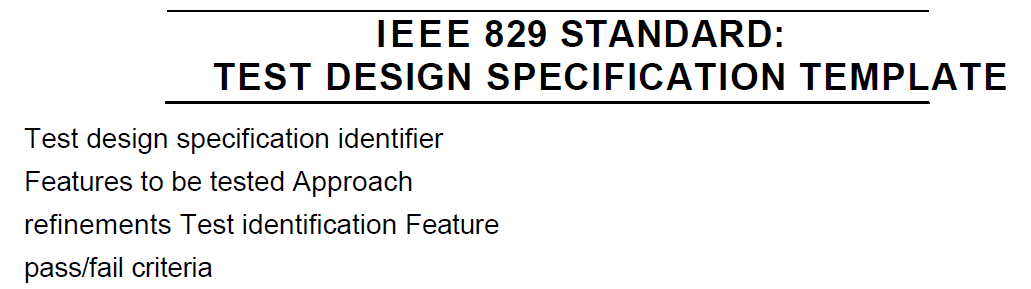 IEEE 829 STANDARD:
TEST DESIGN SPECIFICATION TEMPLATE
Test design specification identifier
Features to be tested Approach
refinements Test identification Feature
pass/fail criteria